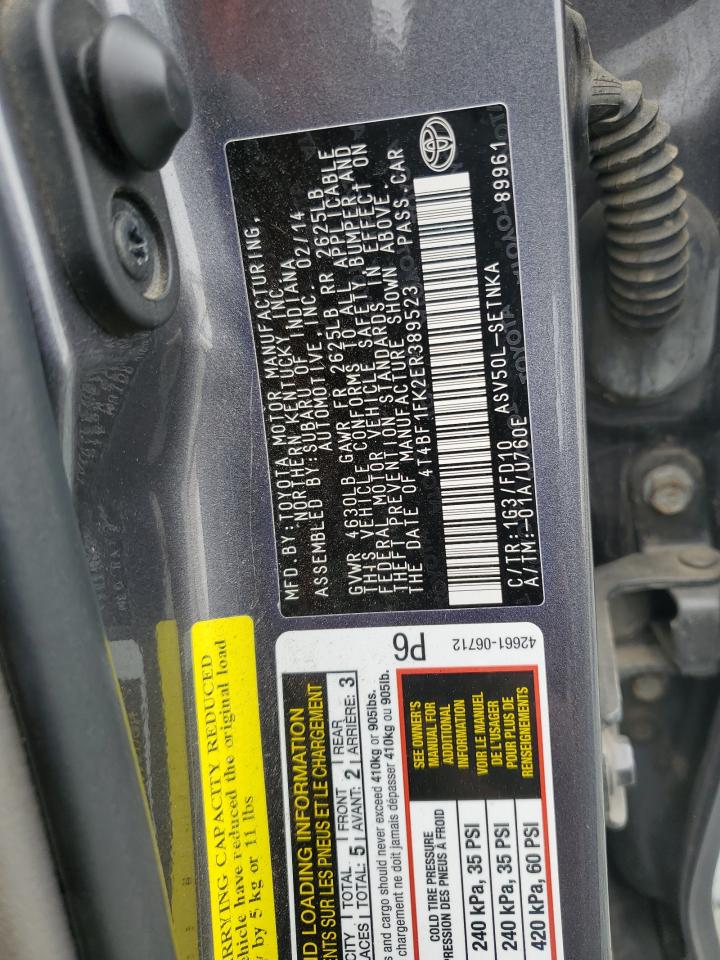 MFD. BY: TOYOTA MOTOR MANUFACTURING,
NORTHERN KENTUCKY, INC.
ASSEMBLED BY: SUBARU OF INDIANA
AUTOMOTIVE, INC. 02/14
GVWR 4630LB GAWR FR 2625LB RR 2625LB
THIS VEHICLE CONFORMS TO ALL APPLICABLE
FEDERAL MOTOR VEHICLE SAFETY, BUMPER, AND
THEFT PREVENTION STANDARDS IN EFFECT ON
THE DATE OF MANUFACTURE SHOWN ABOVE.
4T4BF1FK2ER389523 PASS. CAR
C/TR: 1G3/FD10 ASV50L-SETNKA 89961
A/TM: -01A/U760E
P6
42661-06712
RRYING CAPACITY REDUCED
ehicle have reduced the original load
by 5 kg or 11 lbs
ND LOADING INFORMATION
ENTS SUR LES PNEUS ET LE CHARGEMENT
CITY TOTAL FRONT REAR
PLACES TOTAL: 5 AVANT: 2 ARRIÈRE: 3
s and cargo should never exceed 410kg or 905lbs.
chargement ne doit jamais dépasser 410kg ou 905lb.
COLD TIRE PRESSURE
PRESSION DES PNEUS À FROID
240 kPa, 35 PSI
240 kPa, 35 PSI
420 kPa, 60 PSI
SEE OWNER'S
MANUAL FOR
ADDITIONAL
INFORMATION
VOIR LE MANUEL
DE L'USAGER
POUR PLUS DE
RENSEIGNEMENTS